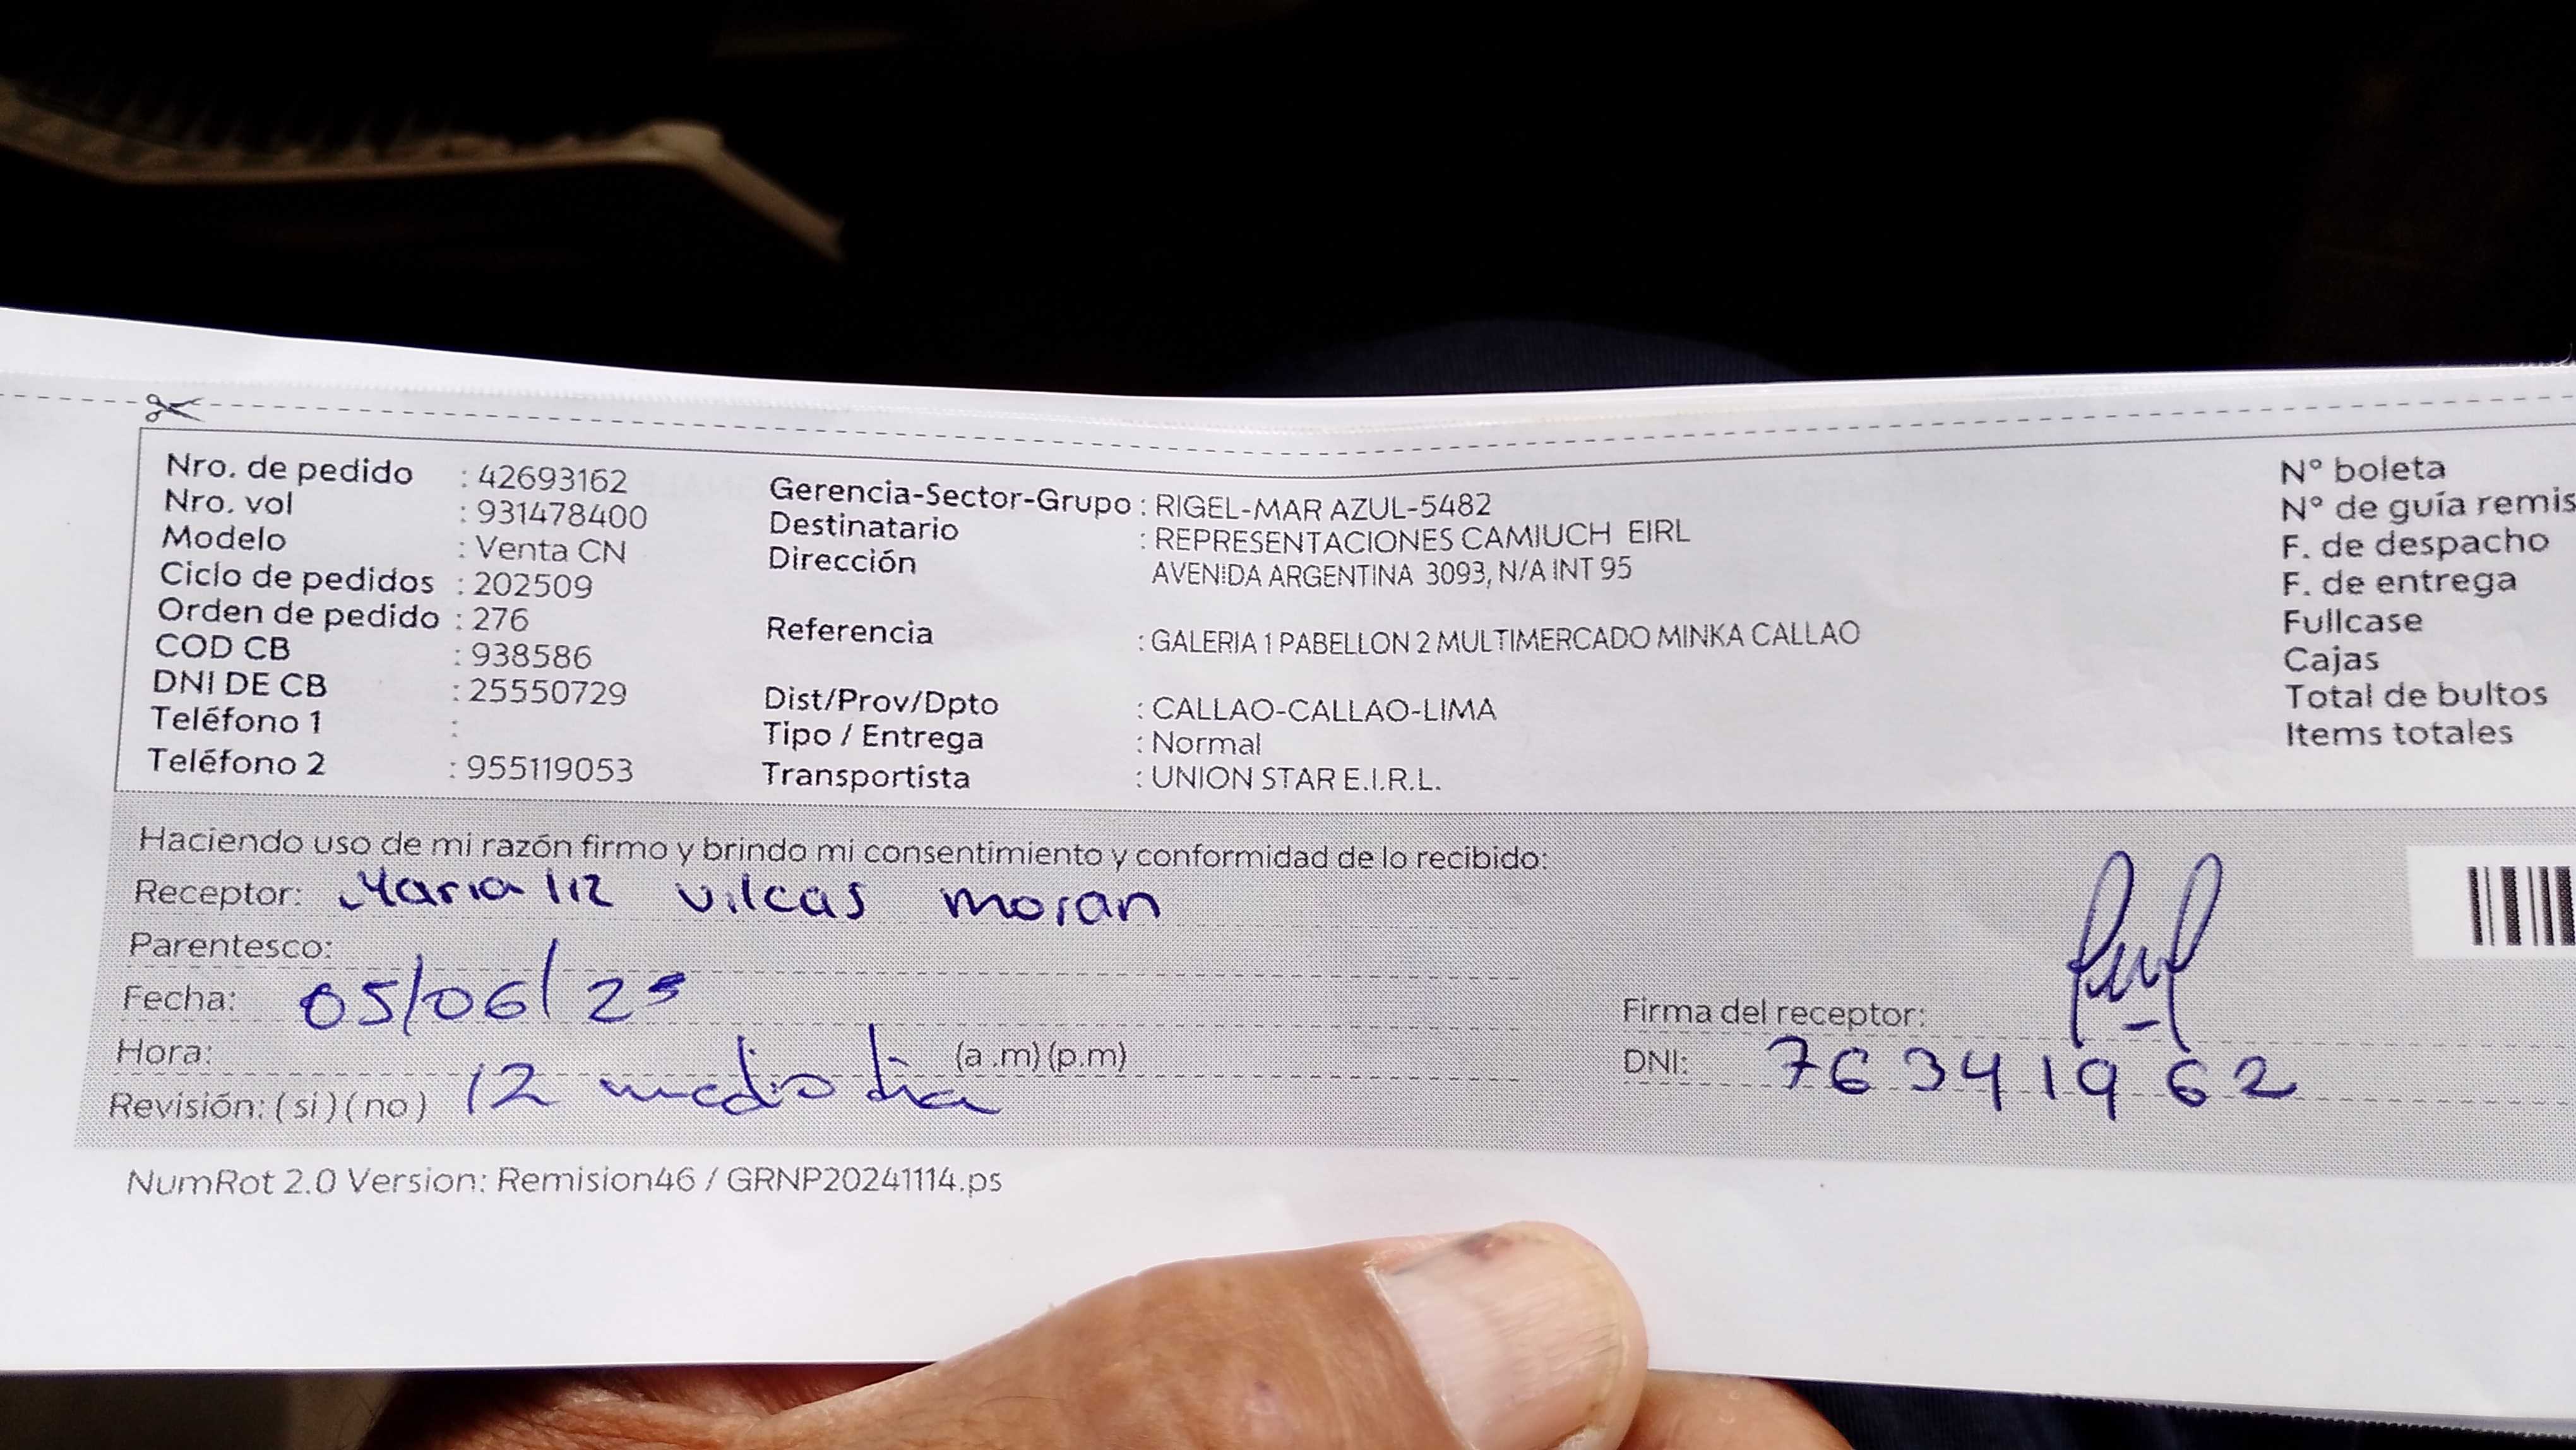 Nro. de pedido : 42693162
Nro. vol : 931478400
Modelo : Venta CN
Ciclo de pedidos : 202509
Orden de pedido : 276
COD CB : 938586
DNI DE CB : 25550729
Teléfono 1 :
Teléfono 2 : 955119053
Gerencia-Sector-Grupo : RIGEL-MAR AZUL-5482
Destinatario : REPRESENTACIONES CAMIUCH EIRL
Dirección AVENIDA ARGENTINA 3093, N/A INT 95
Referencia : GALERIA 1 PABELLON 2 MULTIMERCADO MINKA CALLAO
Dist/Prov/Dpto : CALLAO-CALLAO-LIMA
Tipo / Entrega : Normal
Transportista : UNION STAR E.I.R.L.
N° boleta
N° de guía remis
F. de despacho
F. de entrega
Fullcase
Cajas
Total de bultos
Items totales
Haciendo uso de mi razón firmo y brindo mi consentimiento y conformidad de lo recibido:
Receptor: Maria liz vilcas moran
Parentesco:
Fecha: 05/06/25
Hora: (a .m) (p.m)
Revisión: ( si ) ( no ) 12 medio dia
Firma del receptor:
DNI: 76341962
NumRot 2.0 Version: Remision46 / GRNP20241114.ps